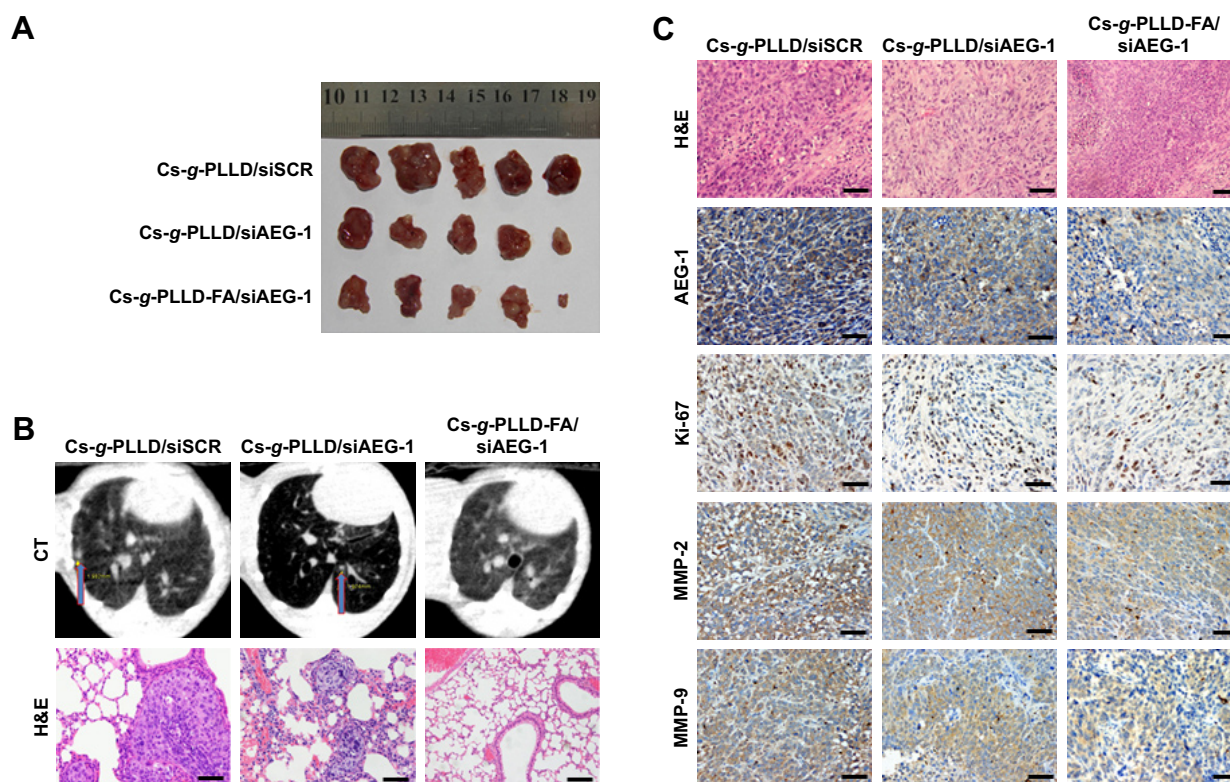 A
10 11 12 13 14 15 16 17 18 19
Cs-g-PLLD/siSCR
Cs-g-PLLD/siAEG-1
Cs-g-PLLD-FA/siAEG-1
B
Cs-g-PLLD/siSCR
Cs-g-PLLD/siAEG-1
Cs-g-PLLD-FA/
siAEG-1
CT
H&E
C
Cs-g-PLLD/siSCR
Cs-g-PLLD/siAEG-1
Cs-g-PLLD-FA/
siAEG-1
H&E
AEG-1
Ki-67
MMP-2
MMP-9